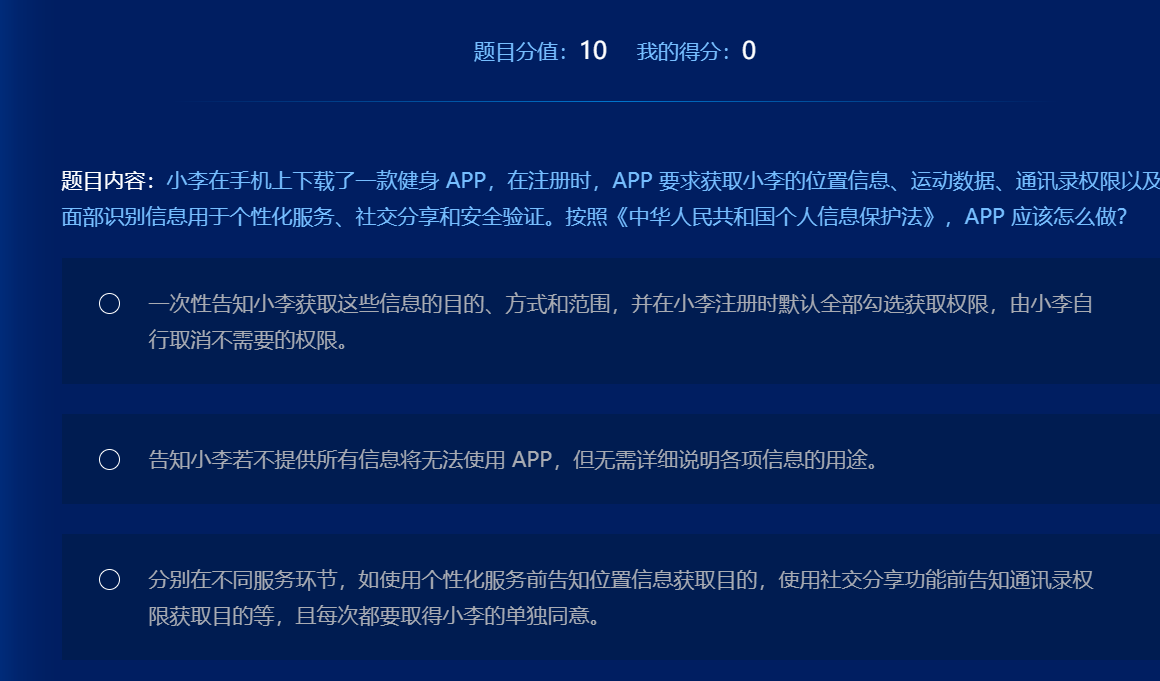 题目分值：10 我的得分：0
题目内容：小李在手机上下载了一款健身 APP，在注册时，APP 要求获取小李的位置信息、运动数据、通讯录权限以及
面部识别信息用于个性化服务、社交分享和安全验证。按照《中华人民共和国个人信息保护法》，APP 应该怎么做？
一次性告知小李获取这些信息的目的、方式和范围，并在小李注册时默认全部勾选获取权限，由小李自
行取消不需要的权限。
告知小李若不提供所有信息将无法使用 APP，但无需详细说明各项信息的用途。
分别在不同服务环节，如使用个性化服务前告知位置信息获取目的，使用社交分享功能前告知通讯录权
限获取目的等，且每次都要取得小李的单独同意。